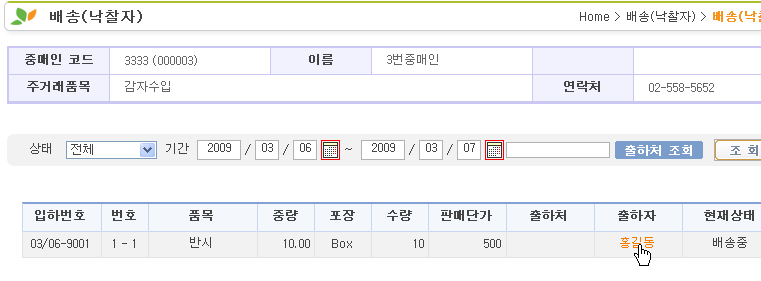 배송(낙찰자)
Home > 배송(낙찰자) > 배송(낙찰
중매인 코드 3333 (000003) 이름 3번중매인
주거래품목 감자수입 연락처 02-558-5652
상태 전체 기간 2009 / 03 / 06 ~ 2009 / 03 / 07 출하처 조회 조 회
입하번호 번호 품목 중량 포장 수량 판매단가 출하처 출하자 현재상태
03/06-9001 1 - 1 반시 10.00 Box 10 500 홍길동 배송중